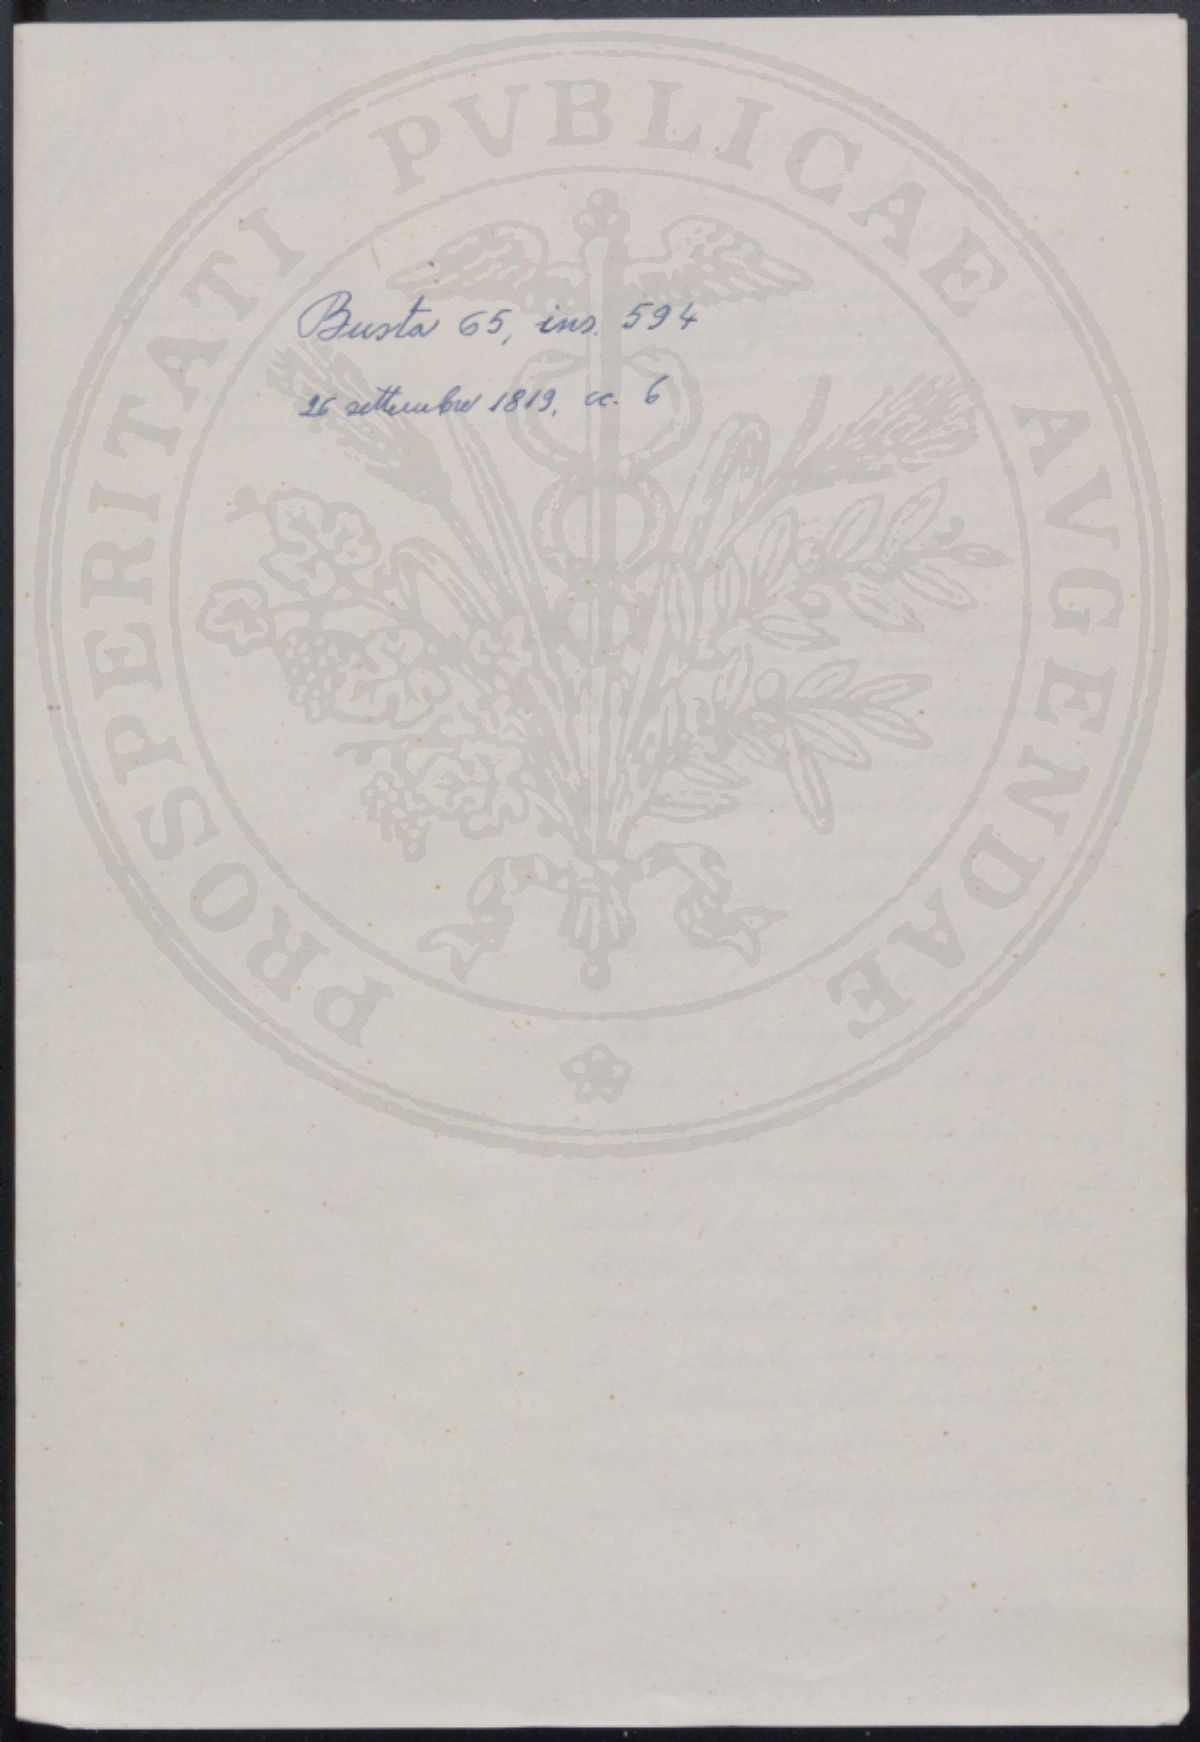 PROSPERITATI PVBLICAE AVGENDAE
Busta 65, ins. 594
26 settembre 1819, cc. 6